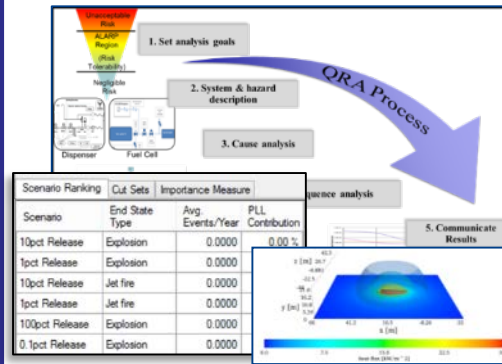 Unacceptable
Risk
ALARP
Region
(Risk
Tolerability)
Negligible
Risk
1. Set analysis goals
QRA Process
2. System & hazard
description
Dispenser
Fuel Cell
3. Cause analysis
quence analysis
5. Communicate
Results
Scenario Ranking Cut Sets Importance Measure
Scenario End State Type Avg. Events/Year PLL Contribution
10pct Release Explosion 0.0000 0.00 %
1pct Release Explosion 0.0000
10pct Release Jet fire 0.0000
1pct Release Jet fire 0.0000
100pct Release Explosion 0.0000
0.1pct Release Explosion 0.0000
y [m]
y [m]
x [m]